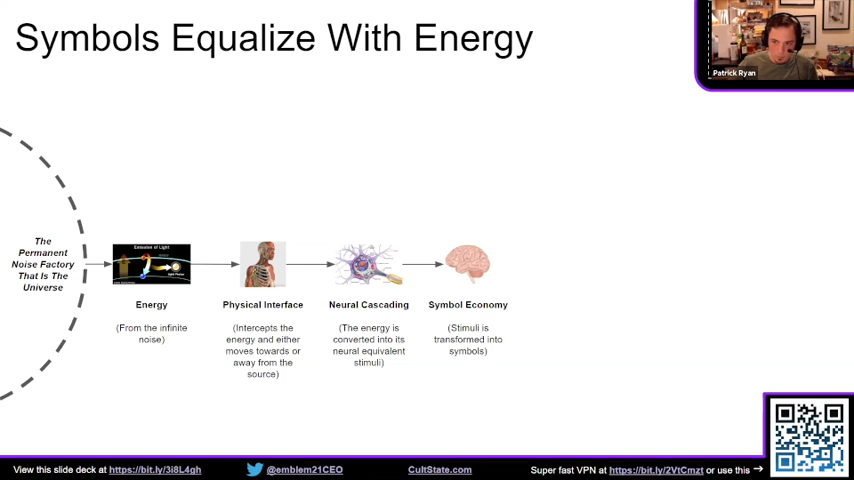 Symbols Equalize With Energy
Patrick Ryan
The
Permanent
Noise Factory
That Is The
Universe
Emission of Light
Energy
(From the infinite
noise)
Physical Interface
(Intercepts the
energy and either
moves towards or
away from the
source)
Neural Cascading
(The energy is
converted into its
neural equivalent
stimuli)
Symbol Economy
(Stimuli is
transformed into
symbols)
View this slide deck at https://bit.ly/3i8L4gh
@emblem21CEO
CultState.com
Super fast VPN at https://bit.ly/2VtCmzt or use this →